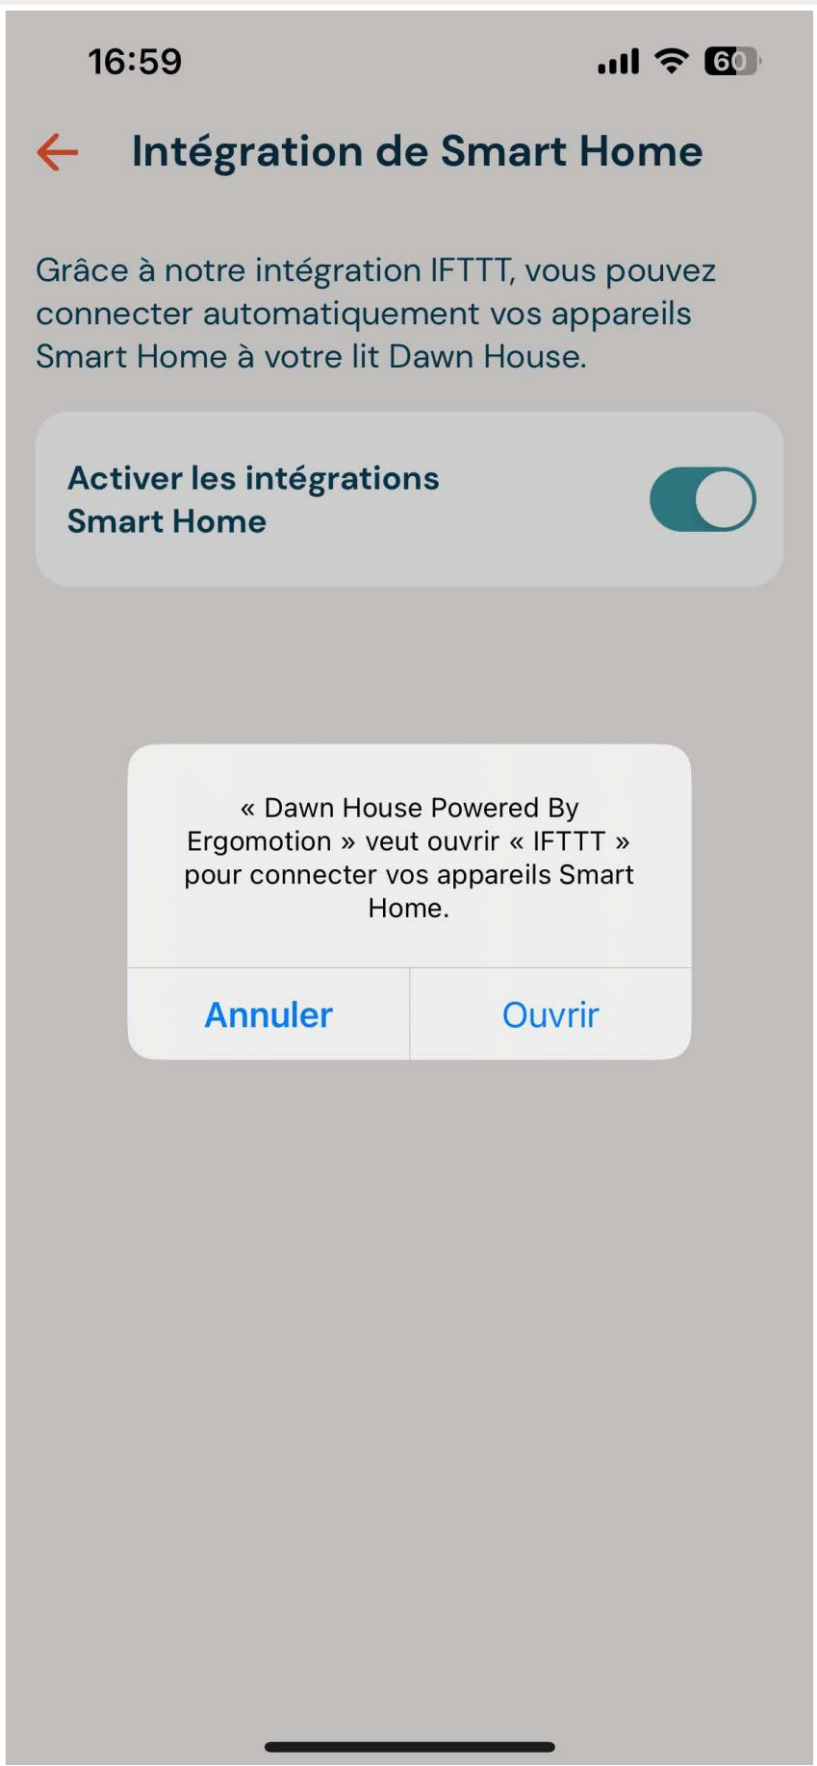 16:59
60
Intégration de Smart Home
Grâce à notre intégration IFTTT, vous pouvez
connecter automatiquement vos appareils
Smart Home à votre lit Dawn House.
Activer les intégrations
Smart Home
« Dawn House Powered By
Ergomotion » veut ouvrir « IFTTT »
pour connecter vos appareils Smart
Home.
Annuler
Ouvrir